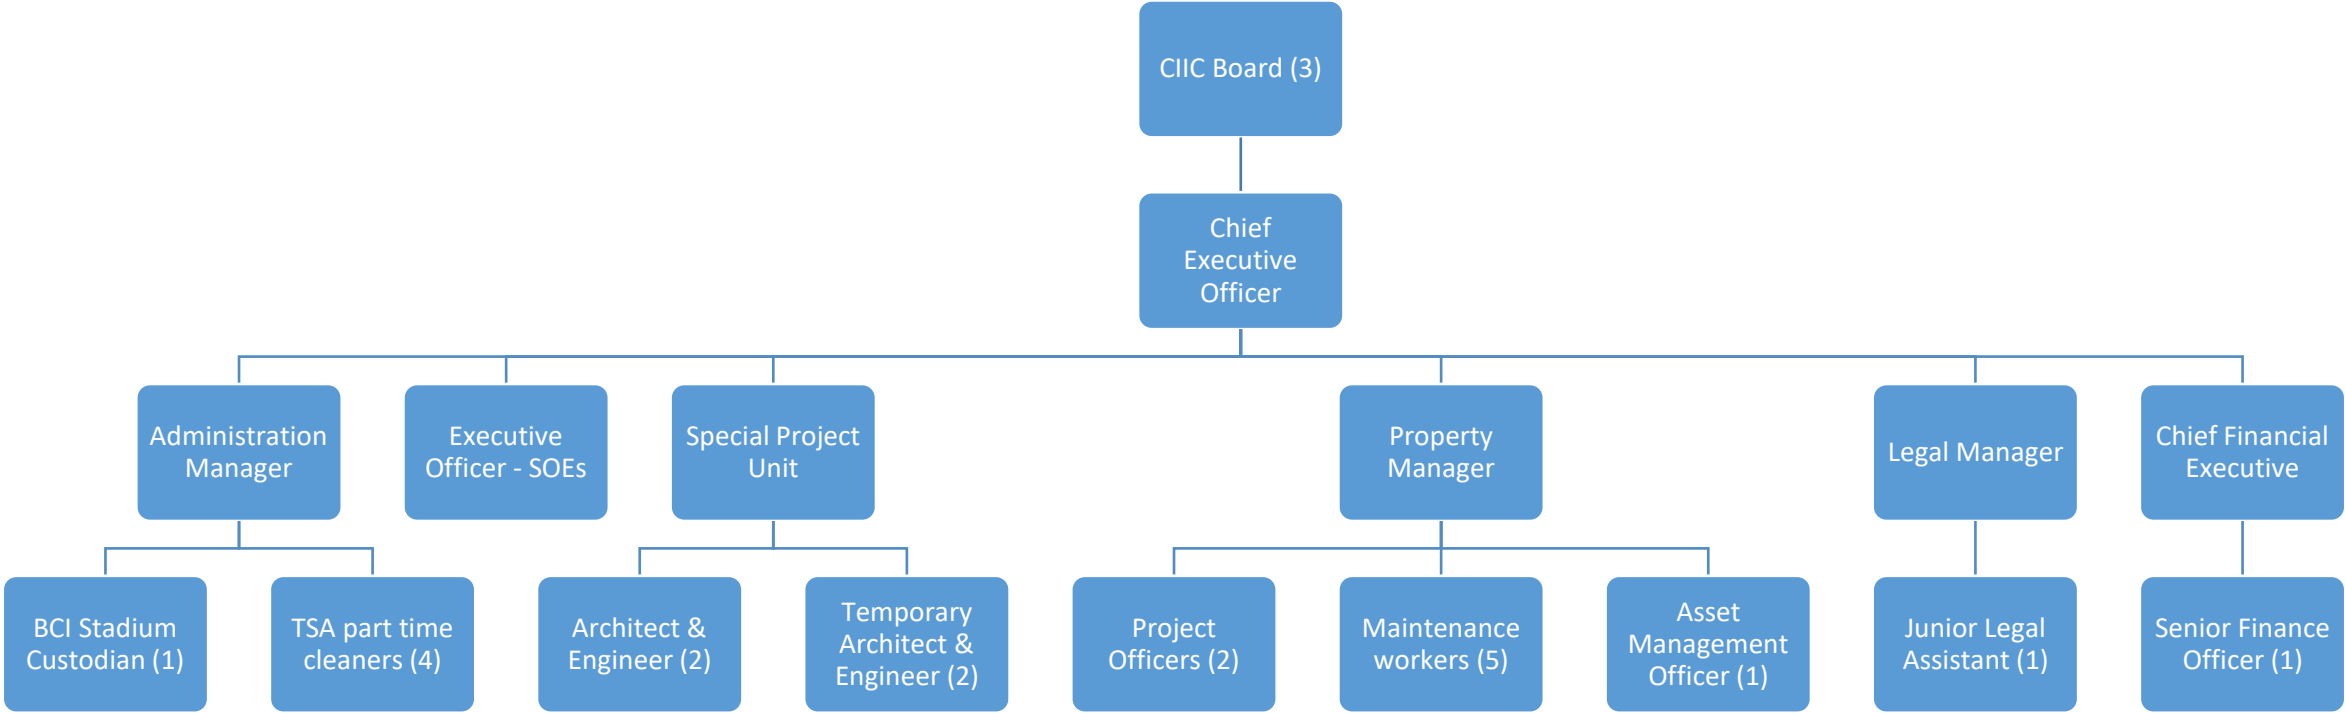 CIIC Board (3)
Chief
Executive
Officer
Administration
Manager
Executive
Officer - SOEs
Special Project
Unit
Property
Manager
Legal Manager
Chief Financial
Executive
BCI Stadium
Custodian (1)
TSA part time
cleaners (4)
Architect &
Engineer (2)
Temporary
Architect &
Engineer (2)
Project
Officers (2)
Maintenance
workers (5)
Asset
Management
Officer (1)
Junior Legal
Assistant (1)
Senior Finance
Officer (1)